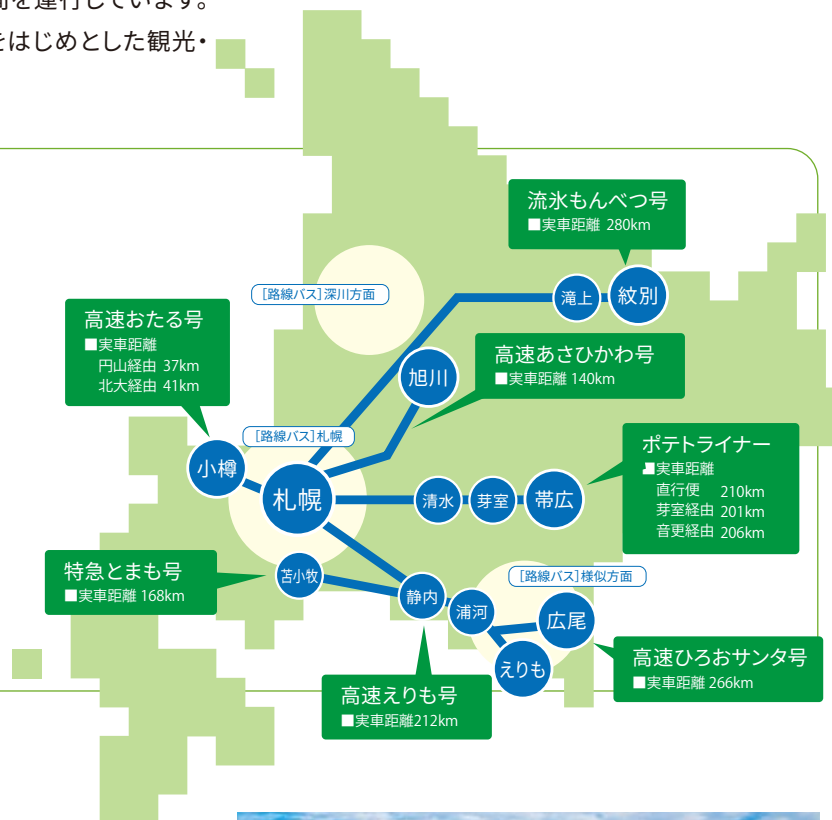 間を運行しています。
をはじめとした観光・
流氷もんべつ号
■実車距離 280km
滝上
紋別
[路線バス]深川方面
高速おたる号
■実車距離
円山経由 37km
北大経由 41km
高速あさひかわ号
■実車距離 140km
旭川
[路線バス]札幌
小樽
札幌
清水
芽室
帯広
ポテトライナー
■実車距離
直行便 210km
芽室経由 201km
音更経由 206km
特急とまも号
■実車距離 168km
苫小牧
静内
浦河
[路線バス]様似方面
広尾
えりも
高速ひろおサンタ号
■実車距離 266km
高速えりも号
■実車距離212km